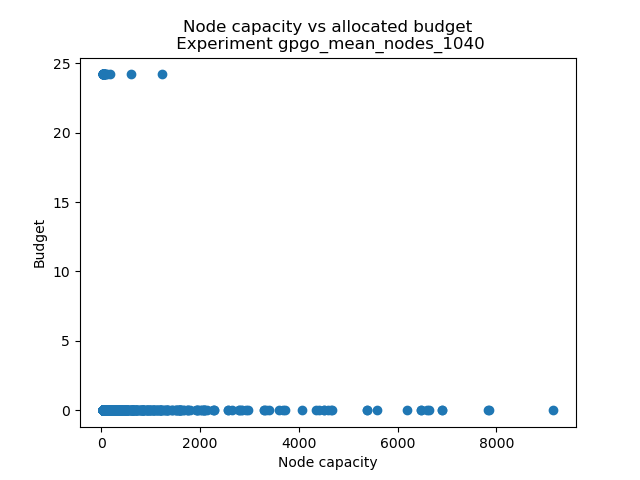 Node capacity vs allocated budget
Experiment gpgo_mean_nodes_1040
25
20
15
10
5
0
Budget
0 2000 4000 6000 8000
Node capacity